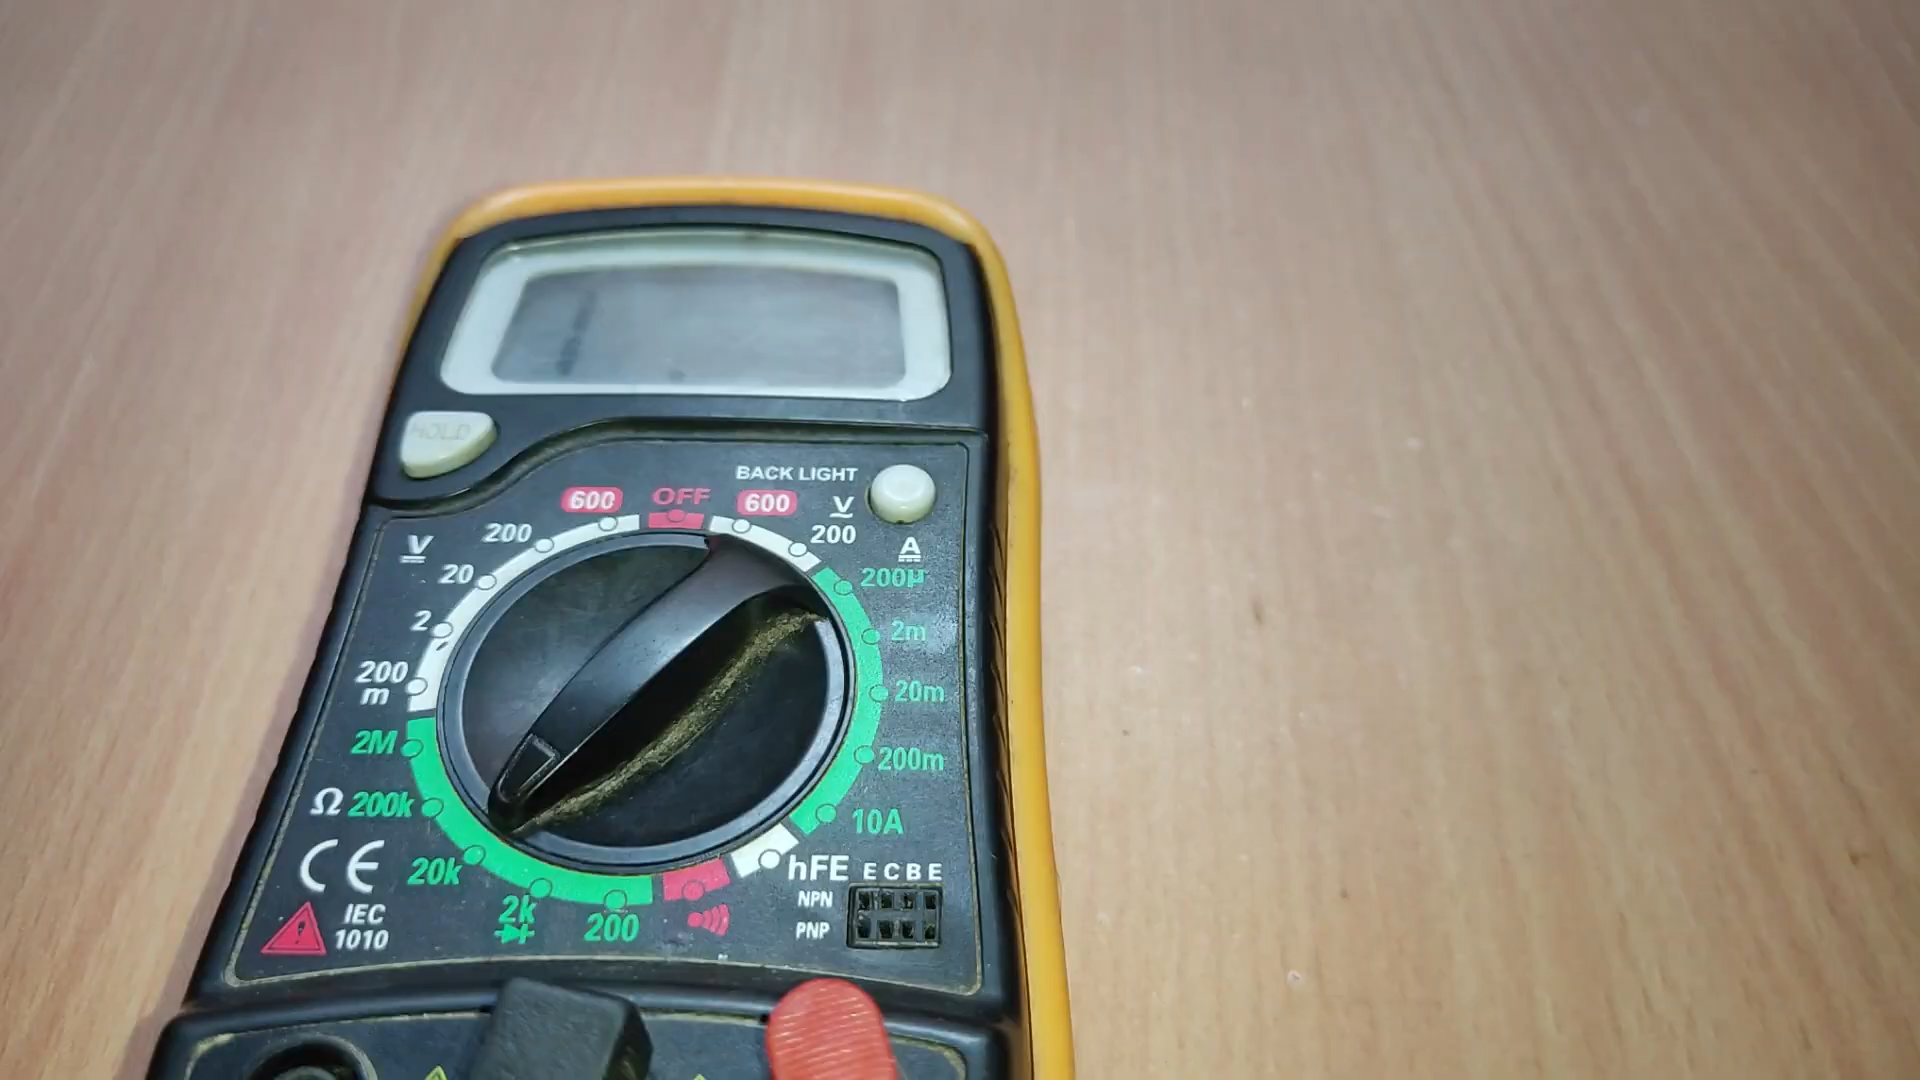 HOLD
BACK LIGHT
600 OFF 600 V
200 200
V A
20 200µ
2 2m
200 m 20m
2M 200m
Ω 200k 10A
CE 20k hFE E C B E
2k 200 NPN
IEC 1010 PNP